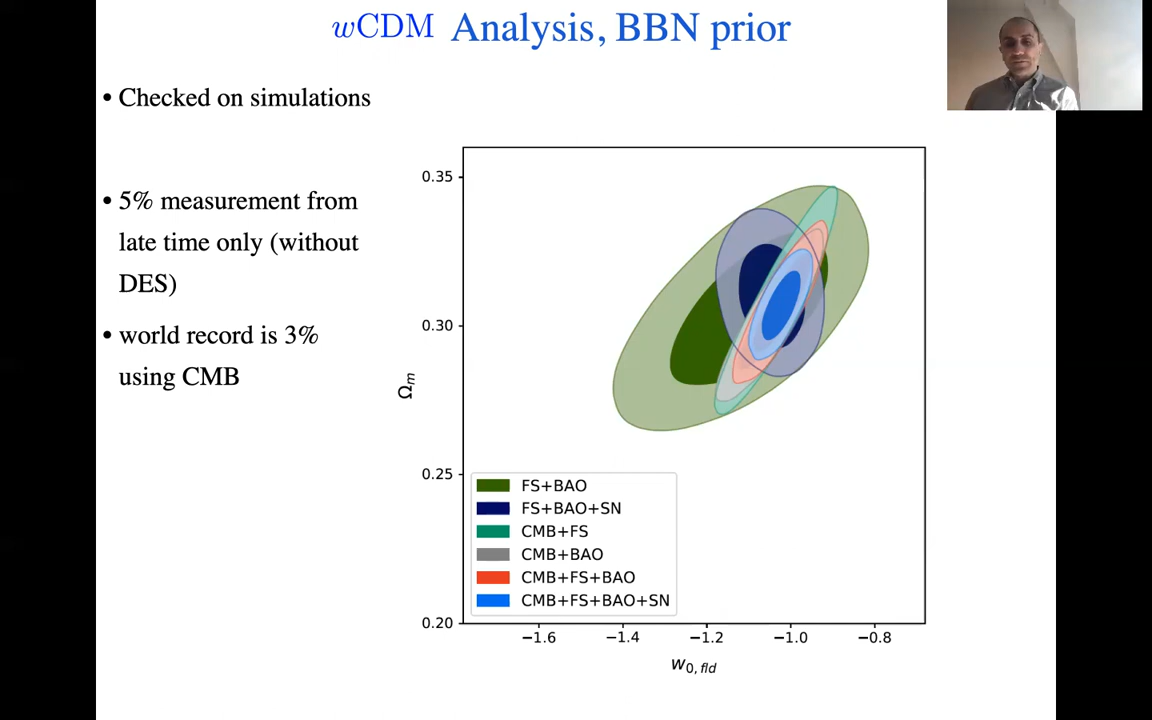 wCDM Analysis, BBN prior
• Checked on simulations
• 5% measurement from
late time only (without
DES)
• world record is 3%
using CMB
0.35
0.30
Ωm
0.25
0.20
FS+BAO
FS+BAO+SN
CMB+FS
CMB+BAO
CMB+FS+BAO
CMB+FS+BAO+SN
−1.6 −1.4 −1.2 −1.0 −0.8
w0,fld